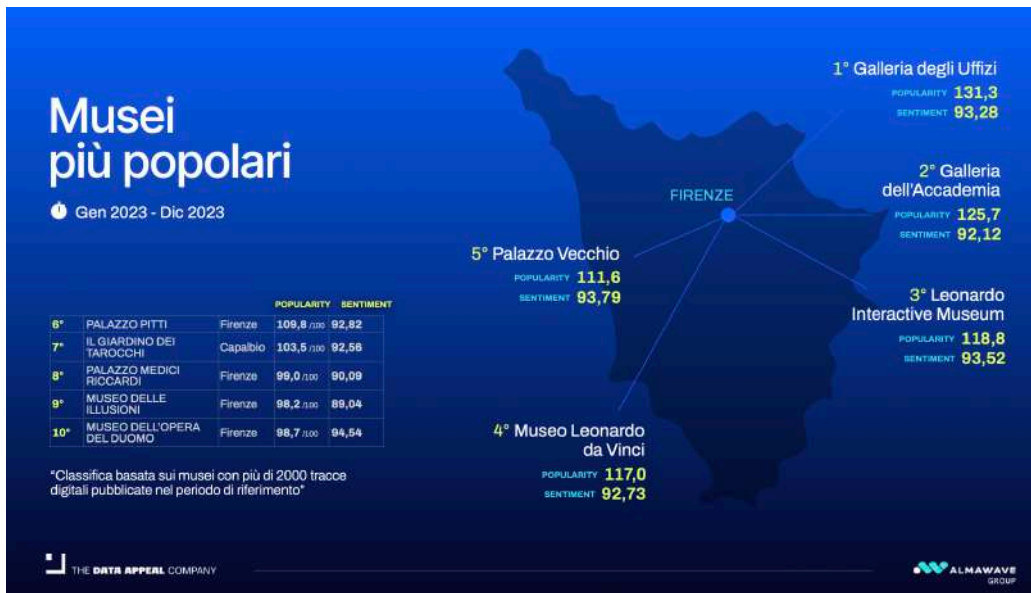 Musei
più popolari
Gen 2023 - Dic 2023
1° Galleria degli Uffizi
POPULARITY 131,3
SENTIMENT 93,28
2° Galleria
dell'Accademia
POPULARITY 125,7
SENTIMENT 92,12
3° Leonardo
Interactive Museum
POPULARITY 118,8
SENTIMENT 93,52
4° Museo Leonardo
da Vinci
POPULARITY 117,0
SENTIMENT 92,73
5° Palazzo Vecchio
POPULARITY 111,6
SENTIMENT 93,79
FIRENZE
POPULARITY SENTIMENT
6° PALAZZO PITTI Firenze 109,8 /100 92,82
7° IL GIARDINO DEI TAROCCHI Capalbio 103,5 /100 92,56
8° PALAZZO MEDICI RICCARDI Firenze 99,0 /100 90,09
9° MUSEO DELLE ILLUSIONI Firenze 98,2 /100 89,04
10° MUSEO DELL'OPERA DEL DUOMO Firenze 98,7 /100 94,54
"Classifica basata sui musei con più di 2000 tracce
digitali pubblicate nel periodo di riferimento"
THE DATA APPEAL COMPANY
ALMAWAVE
GROUP